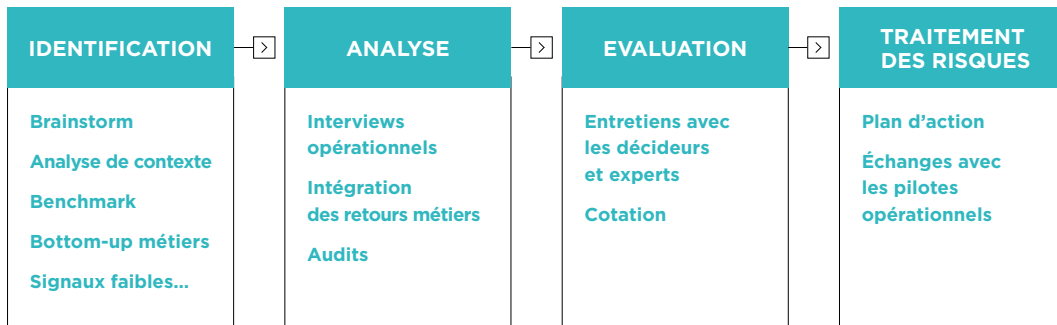 IDENTIFICATION
Brainstorm
Analyse de contexte
Benchmark
Bottom-up métiers
Signaux faibles...
ANALYSE
Interviews
opérationnels
Intégration
des retours métiers
Audits
EVALUATION
Entretiens avec
les décideurs
et experts
Cotation
TRAITEMENT
DES RISQUES
Plan d’action
Échanges avec
les pilotes
opérationnels